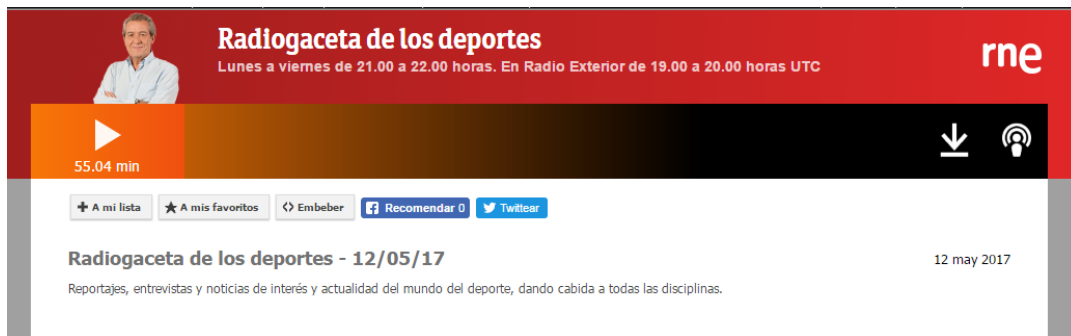 Radiogaceta de los deportes
Lunes a viernes de 21.00 a 22.00 horas. En Radio Exterior de 19.00 a 20.00 horas UTC
rne
55.04 min
A mi lista
A mis favoritos
Embeber
Recomendar 0
Twittear
Radiogaceta de los deportes - 12/05/17
12 may 2017
Reportajes, entrevistas y noticias de interés y actualidad del mundo del deporte, dando cabida a todas las disciplinas.